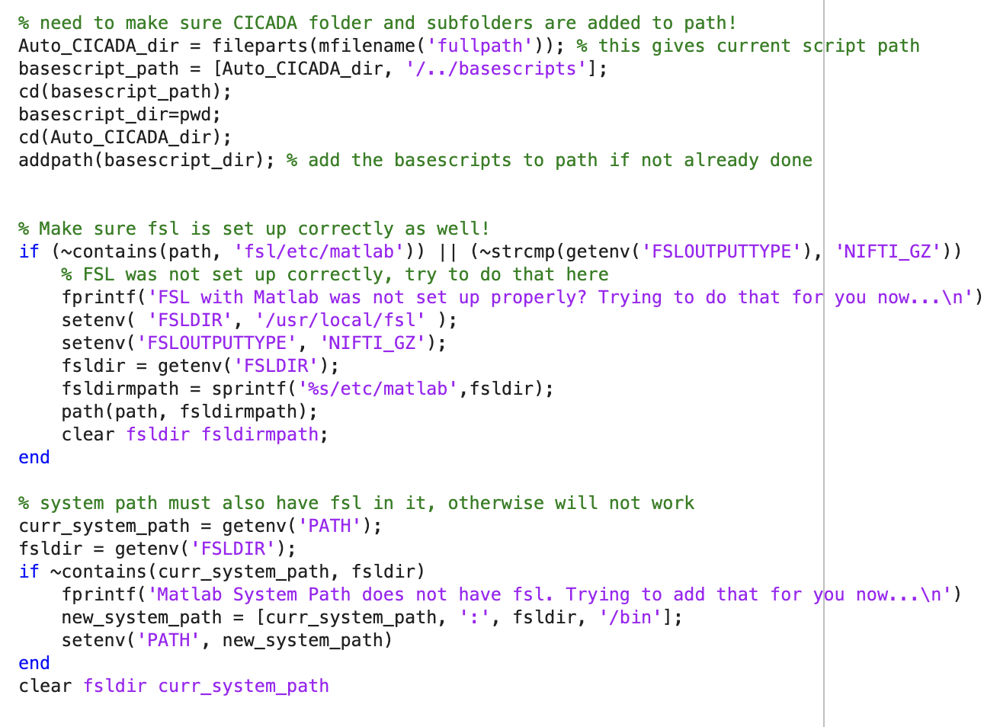 % need to make sure CICADA folder and subfolders are added to path!
Auto_CICADA_dir = fileparts(mfilename('fullpath')); % this gives current script path
basescript_path = [Auto_CICADA_dir, '/../basescripts'];
cd(basescript_path);
basescript_dir=pwd;
cd(Auto_CICADA_dir);
addpath(basescript_dir); % add the basescripts to path if not already done
% Make sure fsl is set up correctly as well!
if (~contains(path, 'fsl/etc/matlab')) || (~strcmp(getenv('FSLOUTPUTTYPE'), 'NIFTI_GZ'))
    % FSL was not set up correctly, try to do that here
    fprintf('FSL with Matlab was not set up properly? Trying to do that for you now...\n')
    setenv( 'FSLDIR', '/usr/local/fsl' );
    setenv('FSLOUTPUTTYPE', 'NIFTI_GZ');
    fsldir = getenv('FSLDIR');
    fsldirmpath = sprintf('%s/etc/matlab',fsldir);
    path(path, fsldirmpath);
    clear fsldir fsldirmpath;
end
% system path must also have fsl in it, otherwise will not work
curr_system_path = getenv('PATH');
fsldir = getenv('FSLDIR');
if ~contains(curr_system_path, fsldir)
    fprintf('Matlab System Path does not have fsl. Trying to add that for you now...\n')
    new_system_path = [curr_system_path, ':', fsldir, '/bin'];
    setenv('PATH', new_system_path)
end
clear fsldir curr_system_path